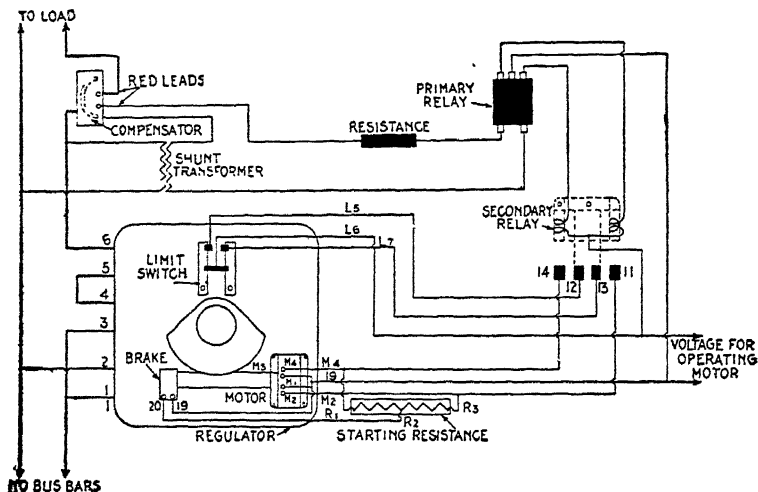 TO LOAD
RED LEADS
COMPENSATOR
SHUNT
TRANSFORMER
RESISTANCE
PRIMARY
RELAY
SECONDARY
RELAY
L5
L6
L7
6
5
4
3
2
1
1
LIMIT
SWITCH
14
12
13
11
VOLTAGE FOR
OPERATING
MOTOR
BRAKE
M3
M4
M1
M2
M4
19
M2
MOTOR
20
19
R1
R2
R3
REGULATOR
STARTING RESISTANCE
BUS BARS